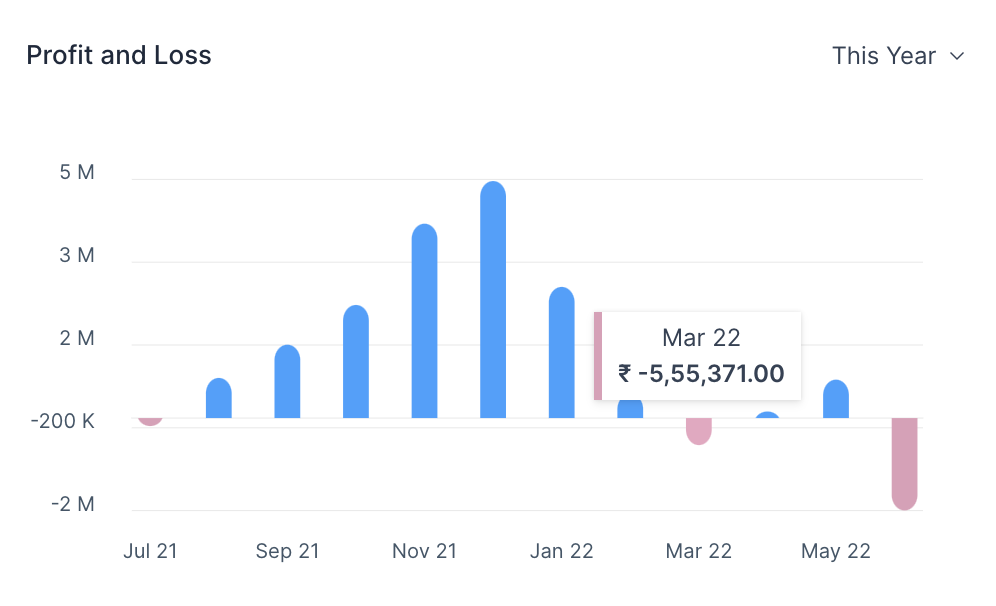 Profit and Loss
This Year
5 M
3 M
2 M
-200 K
-2 M
Mar 22
₹ -5,55,371.00
Jul 21
Sep 21
Nov 21
Jan 22
Mar 22
May 22